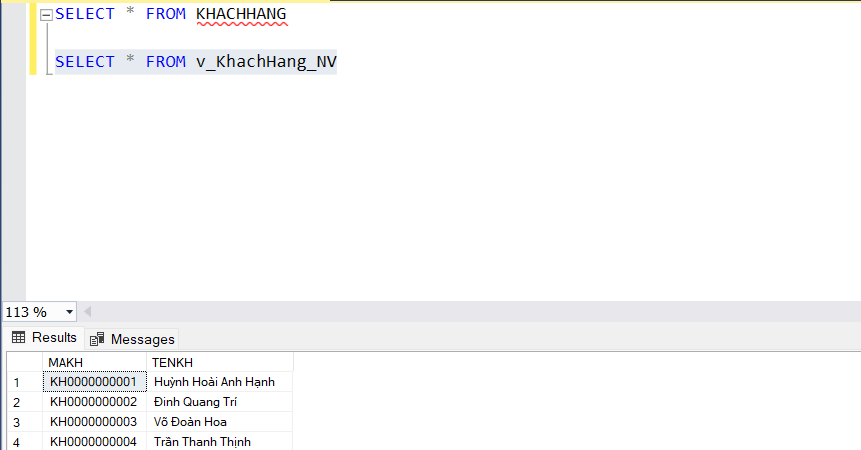 SELECT * FROM KHACHHANG
SELECT * FROM v_KhachHang_NV
113 %
Results Messages
MAKH TENKH
1 KH0000000001 Huỳnh Hoài Anh Hạnh
2 KH0000000002 Đinh Quang Trí
3 KH0000000003 Võ Đoàn Hoa
4 KH0000000004 Trần Thanh Thịnh